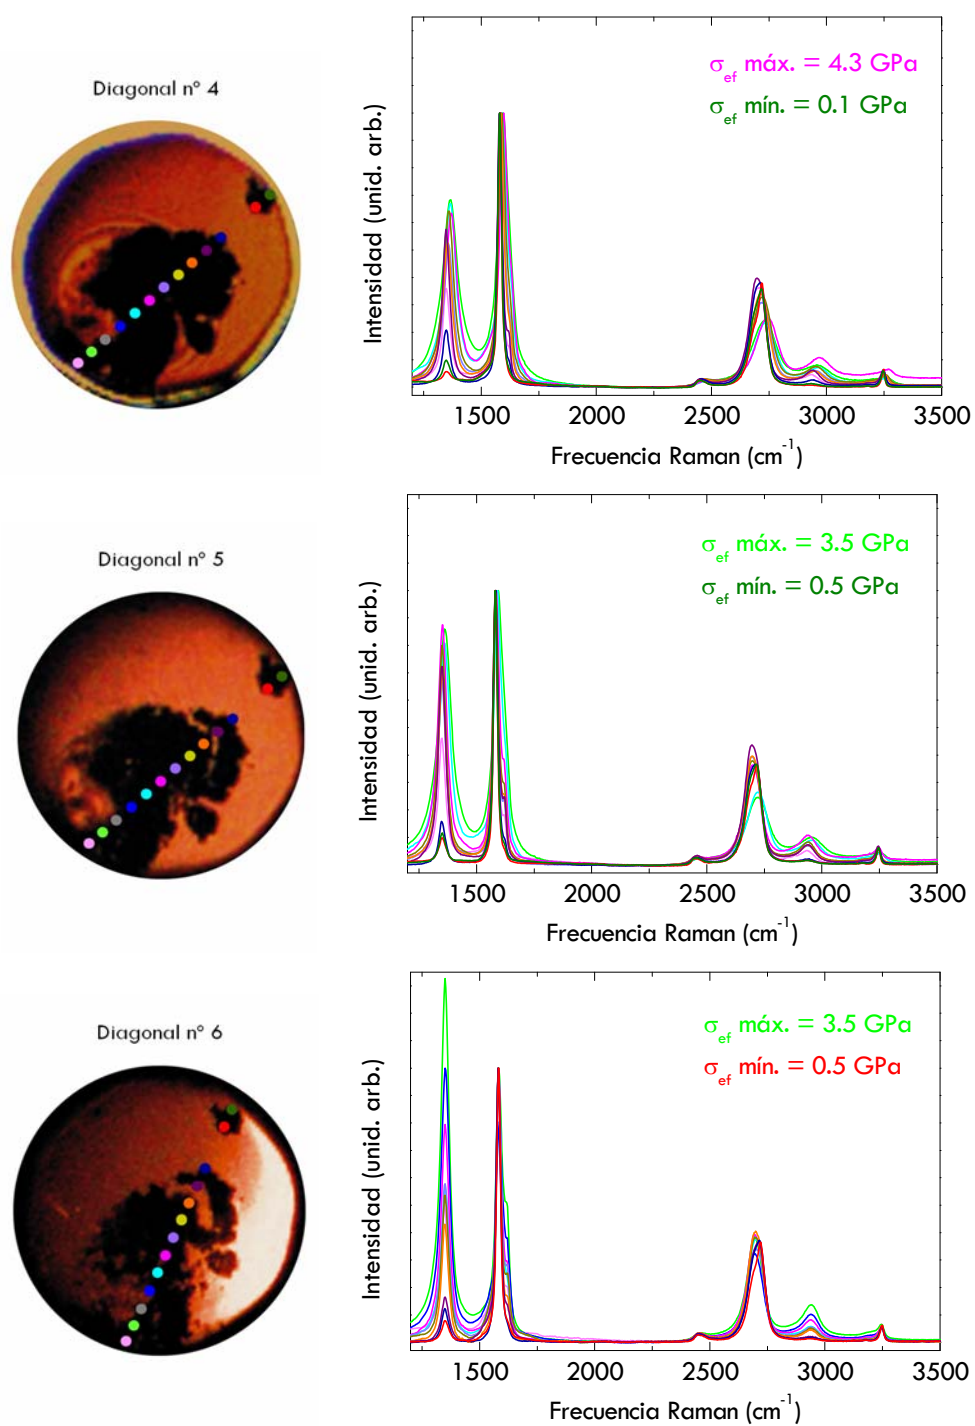 Diagonal nº 4
σef máx. = 4.3 GPa
σef mín. = 0.1 GPa
Intensidad (unid. arb.)
1500 2000 2500 3000 3500
Frecuencia Raman (cm-1)
Diagonal nº 5
σef máx. = 3.5 GPa
σef mín. = 0.5 GPa
Intensidad (unid. arb.)
1500 2000 2500 3000 3500
Frecuencia Raman (cm-1)
Diagonal nº 6
σef máx. = 3.5 GPa
σef mín. = 0.5 GPa
Intensidad (unid. arb.)
1500 2000 2500 3000 3500
Frecuencia Raman (cm-1)